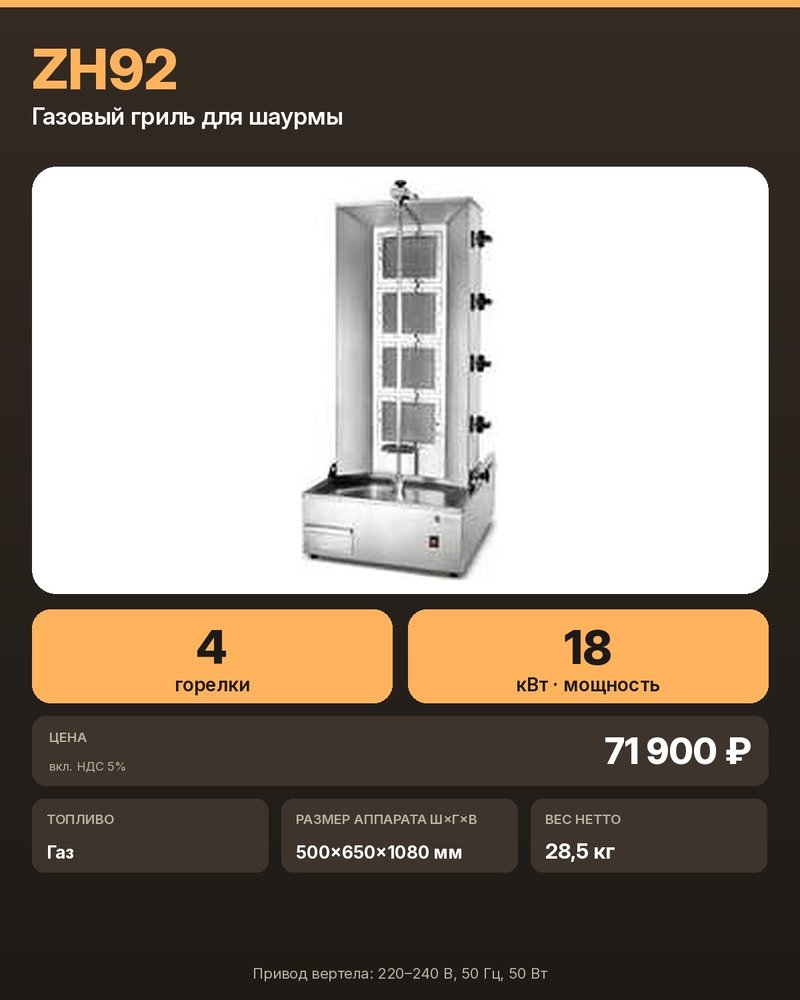 ZH92
Газовый гриль для шаурмы
4
горелки
18
кВт · мощность
ЦЕНА
вкл. НДС 5%
71 900 ₽
ТОПЛИВО
Газ
РАЗМЕР АППАРАТА Ш×Г×В
500×650×1080 мм
ВЕС НЕТТО
28,5 кг
Привод вертела: 220–240 В, 50 Гц, 50 Вт